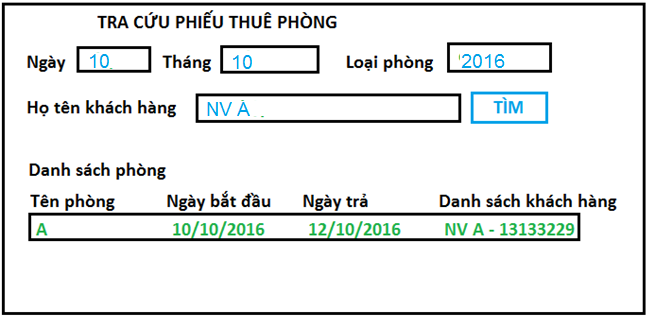 TRA CỨU PHIẾU THUÊ PHÒNG
Ngày 10. Tháng 10 Loại phòng '2016
Họ tên khách hàng NV A . TÌM
Danh sách phòng
Tên phòng Ngày bắt đầu Ngày trả Danh sách khách hàng
A 10/10/2016 12/10/2016 NV A - 13133229